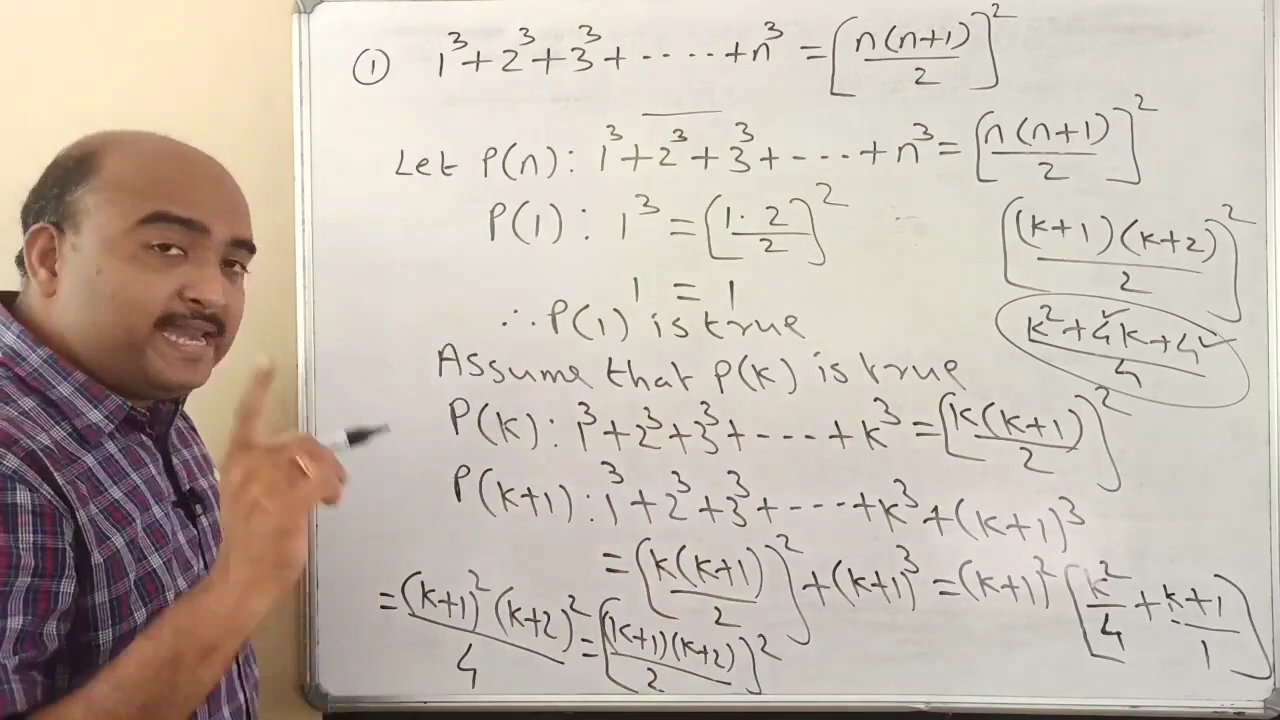 ① 1³ + 2³ + 3³ + ..... + n³ = [n(n+1)/2]²
Let P(n): 1³ + 2³ + 3³ + --- + n³ = [n(n+1)/2]²
P(1): 1³ = [1·2/2]²
1 = 1
∴ P(1) is true
Assume that P(k) is true
P(k): 1³ + 2³ + 3³ + ---- + k³ = [k(k+1)/2]²
P(k+1): 1³ + 2³ + 3³ + ---- + k³ + (k+1)³
= [k(k+1)/2]² + (k+1)³ = (k+1)² [k²/4 + k+1/1]
= (k+1)²(k+2)²/4 = [(k+1)(k+2)/2]²
[(k+1)(k+2)/2]²
k² + 4k + 4/4